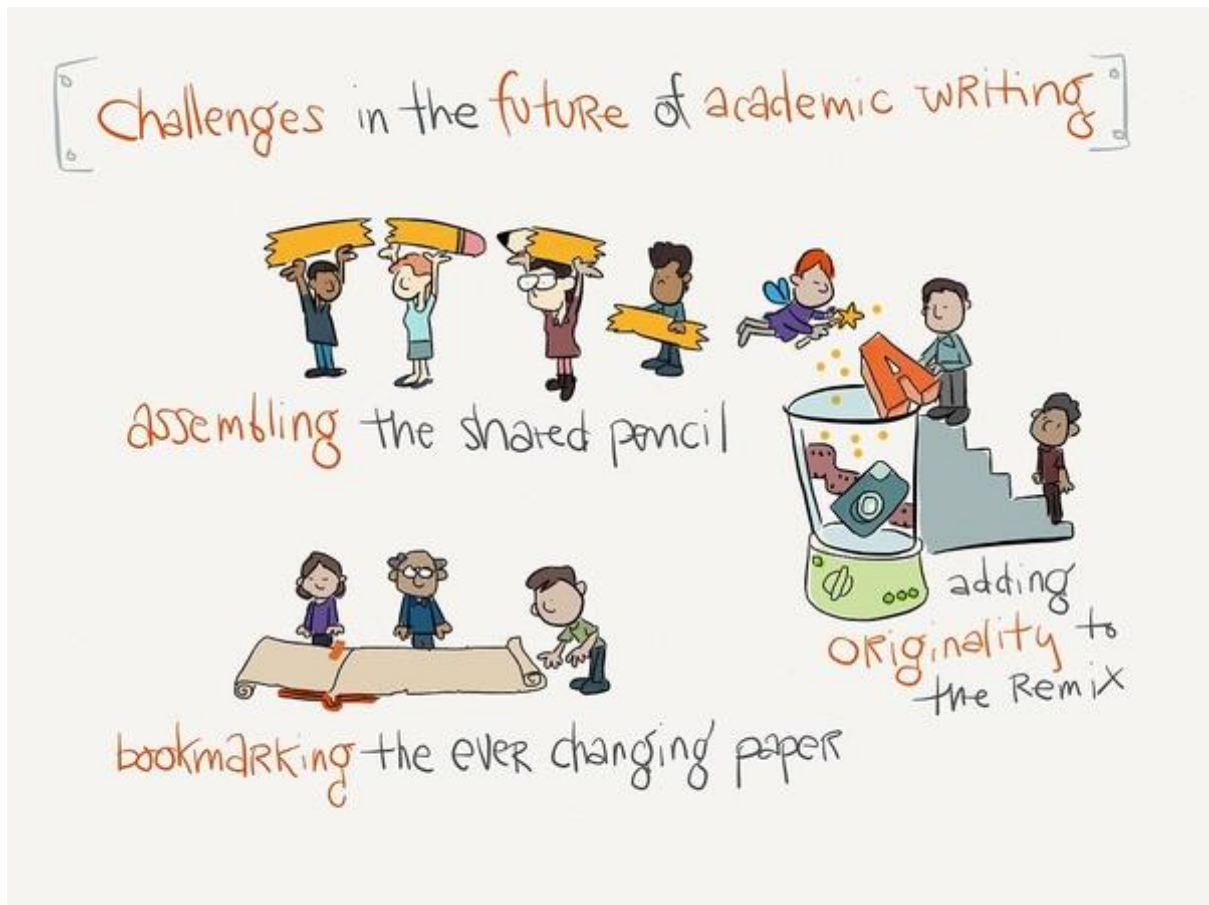 Challenges in the future of academic writing
assembling the shared pencil
A
adding
originality to
the Remix
bookmarking the ever changing paper